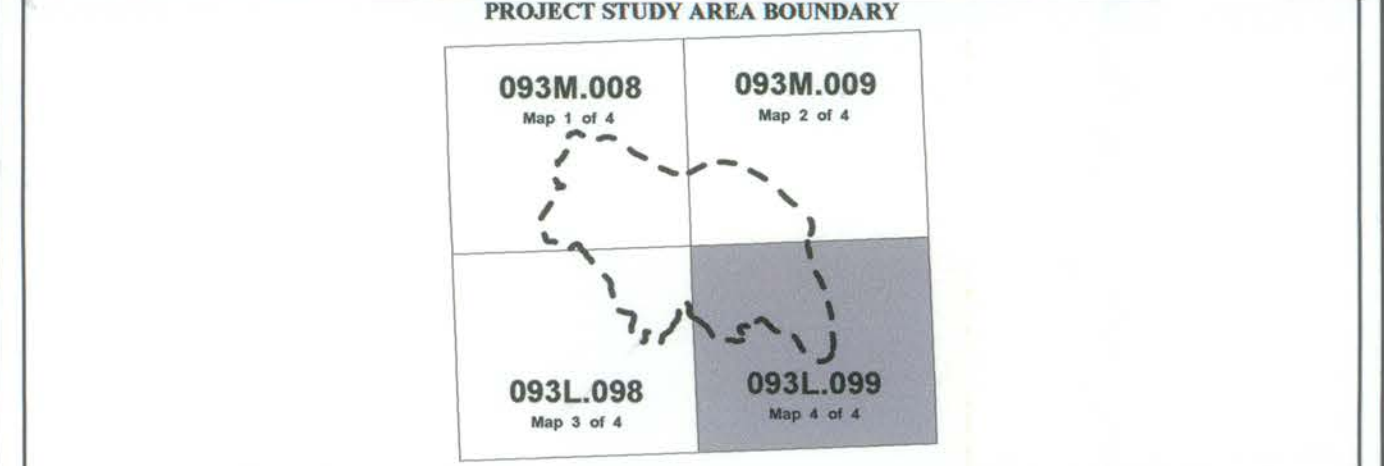 PROJECT STUDY AREA BOUNDARY
093M.008
Map 1 of 4
093M.009
Map 2 of 4
093L.098
Map 3 of 4
093L.099
Map 4 of 4